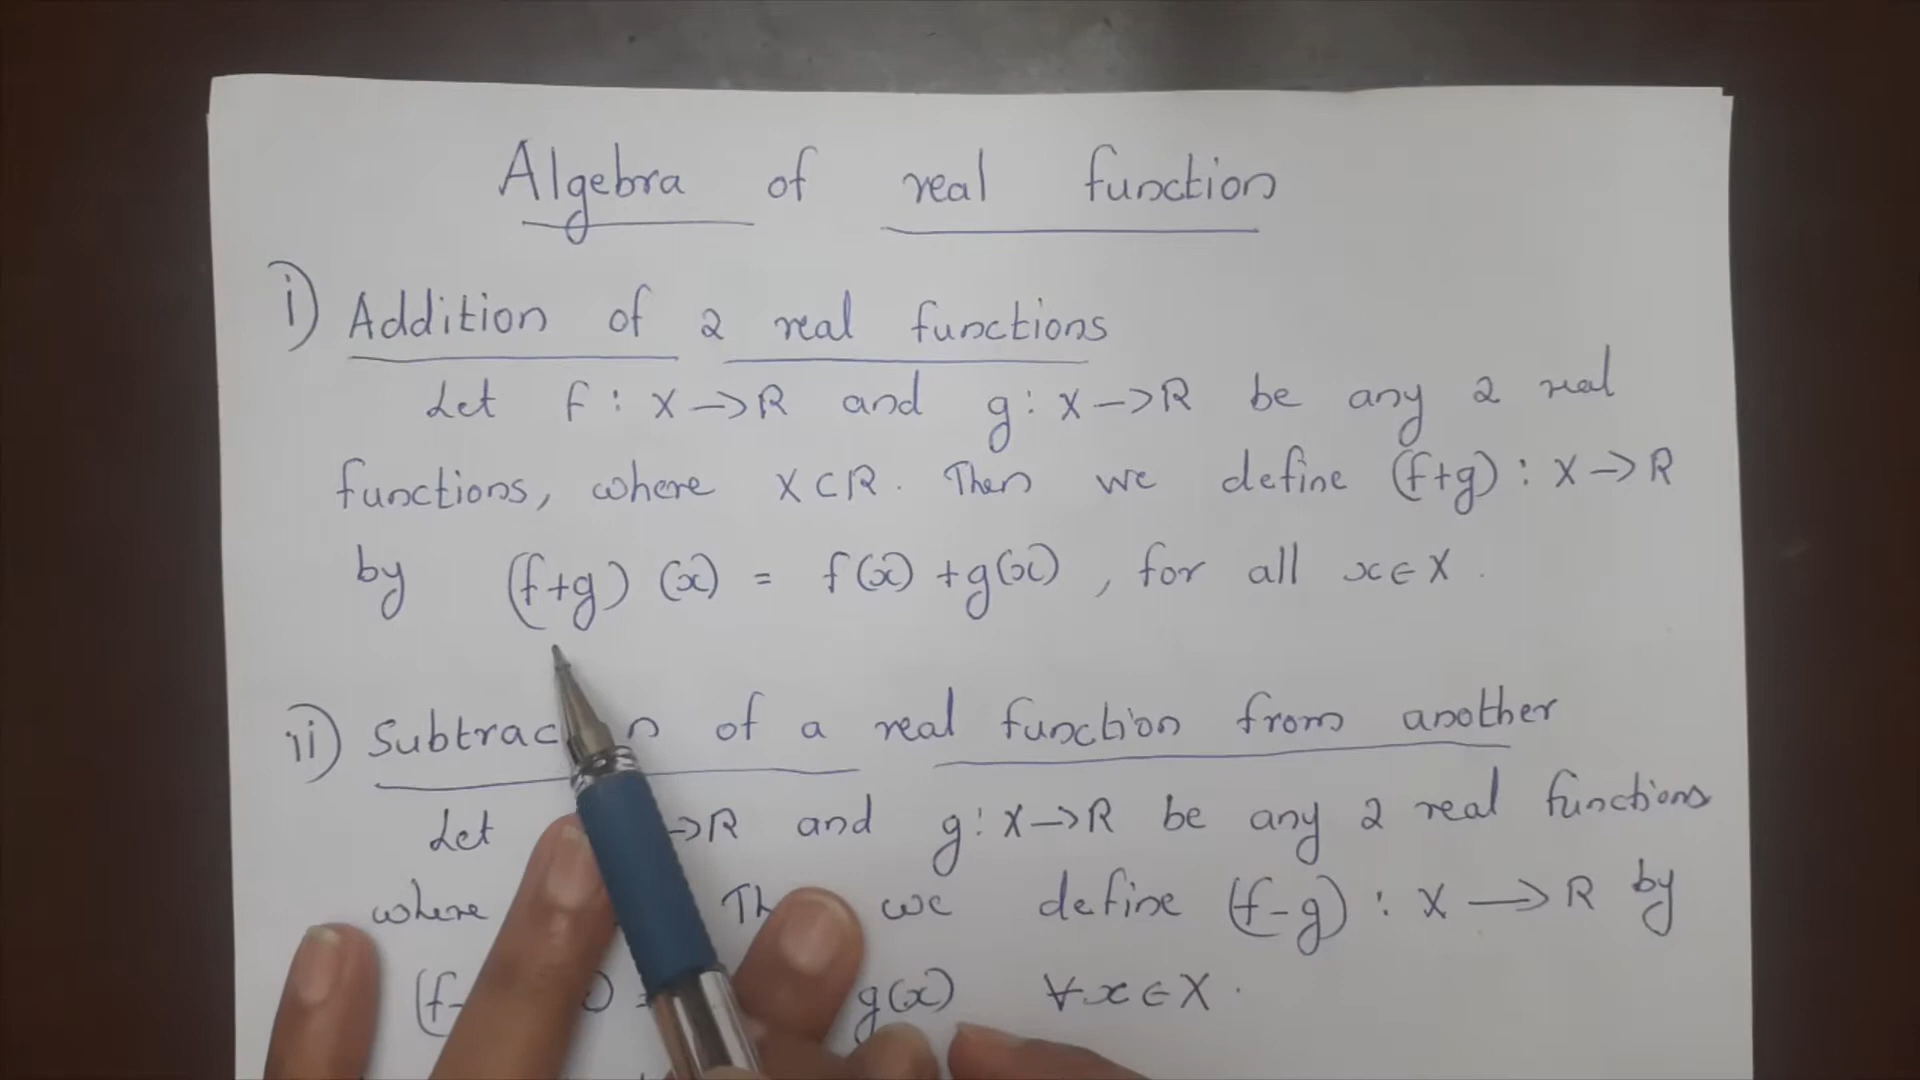 Algebra of real function
i) Addition of 2 real functions
Let f : X → R and g : X → R be any 2 real
functions, where X ⊂ R. Then we define (f+g) : X → R
by (f+g) (x) = f(x) + g(x), for all x ∈ X.
ii) of a real function from another
Let → R and g : X → R be any 2 real functions
where we define (f-g) : X → R by
g(x) ∀ x ∈ X.